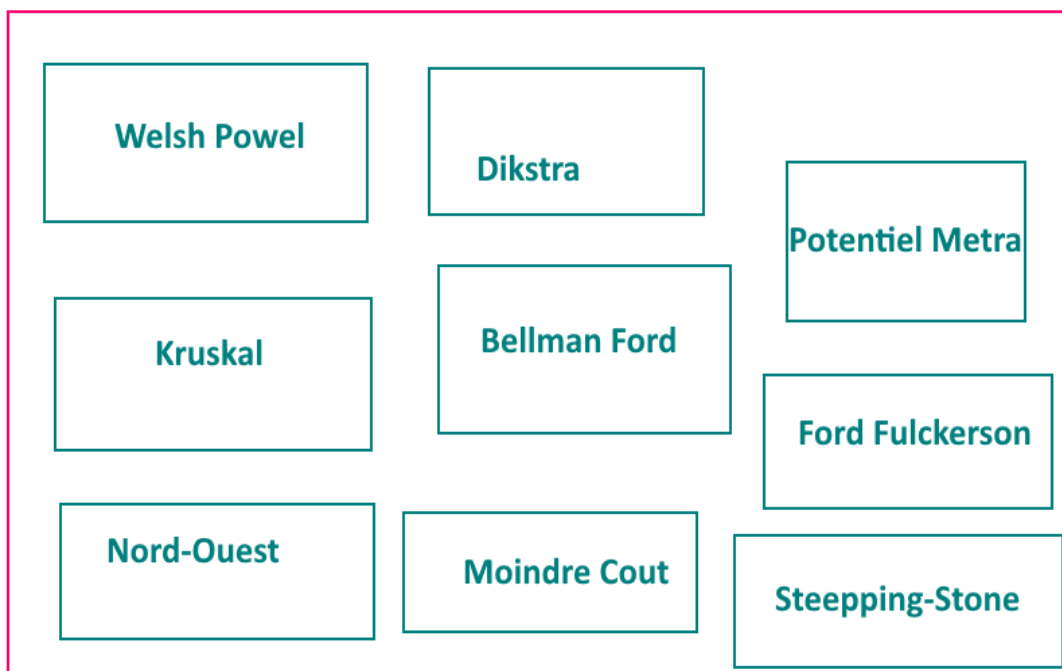 Welsh Powel
Dikstra
Potentiel Metra
Kruskal
Bellman Ford
Ford Fulckerson
Nord-Ouest
Moindre Cout
Steepping-Stone